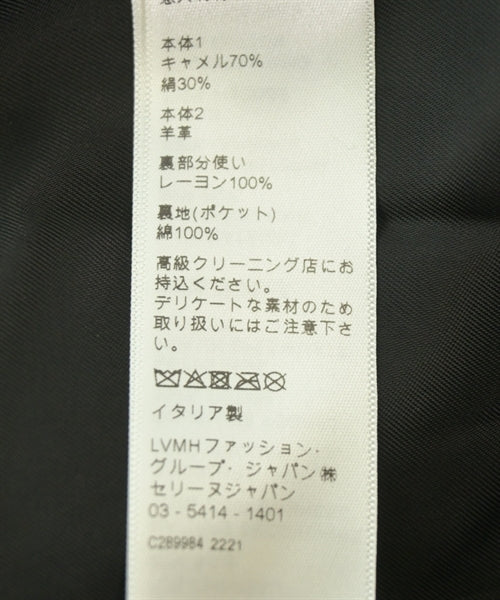 本体1
キャメル70%
絹30%
本体2
羊革
裏部分使い
レーヨン100%
裏地(ポケット)
綿100%
高級クリーニング店にお
持込ください。
デリケートな素材のため
取り扱いにはご注意下さ
い。
イタリア製
LVMHファッション・
グループ・ジャパン㈱
セリーヌジャパン
03 - 5414 - 1401
C289984 2221